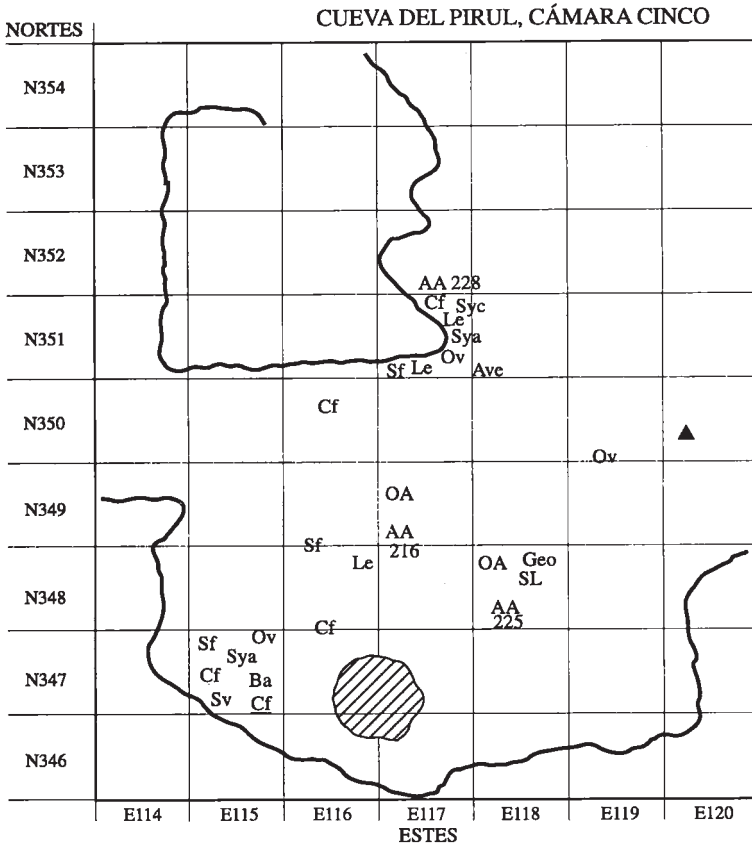 CUEVA DEL PIRUL, CÁMARA CINCO
NORTES
N354
N353
N352
AA 228
Cf Syc
Le
N351
Sya
Ov
Sf Le Ave
Cf
N350
Ov
OA
N349
AA
Sf 216
Le OA Geo
SL
N348
AA
Cf 225
Sf Ov
Sya
N347
Cf Ba
Sv Cf
N346
E114 E115 E116 E117 E118 E119 E120
ESTES